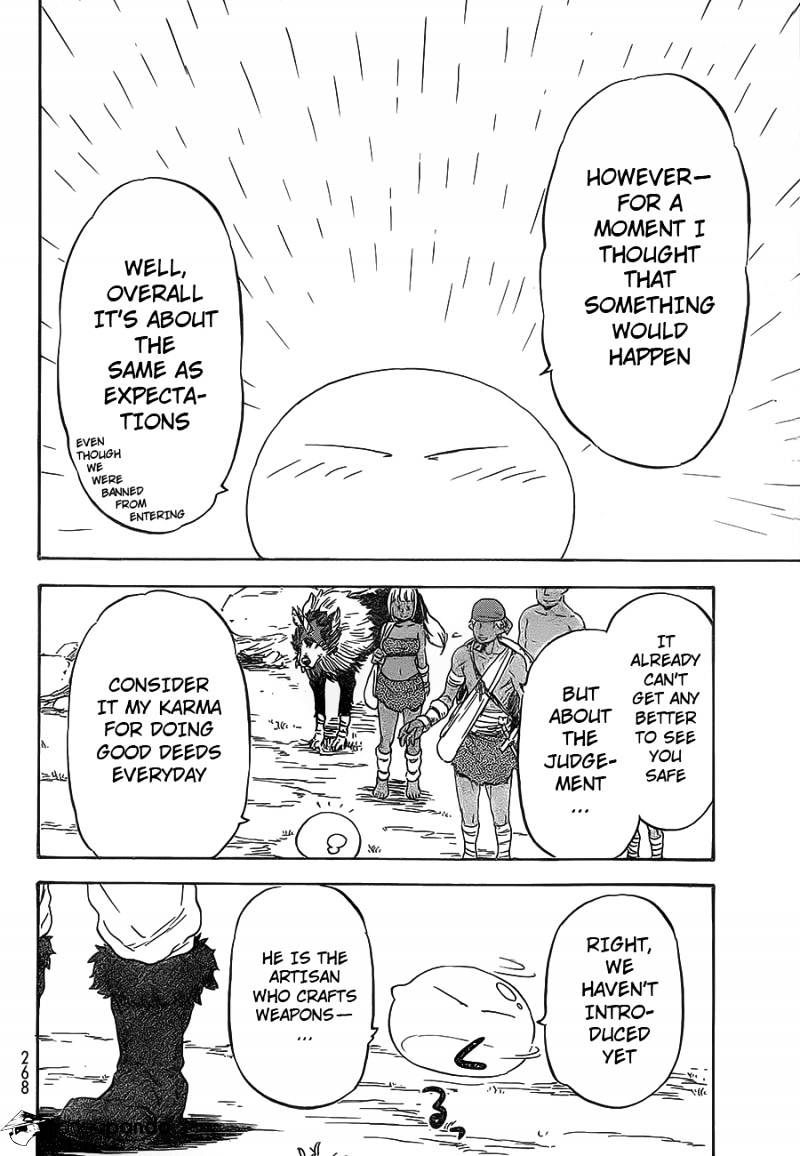 HOWEVER—
FOR A
MOMENT I
THOUGHT
THAT
SOMETHING
WOULD
HAPPEN
WELL,
OVERALL
IT'S ABOUT
THE
SAME AS
EXPECTA-
TIONS
EVEN
THOUGH
WE
WERE
BANNED
FROM
ENTERING
IT
ALREADY
CAN'T
GET ANY
BETTER
TO SEE
YOU
SAFE
BUT
ABOUT
THE
JUDGE-
MENT
...
CONSIDER
IT MY KARMA
FOR DOING
GOOD DEEDS
EVERYDAY
RIGHT,
WE
HAVEN'T
INTRO-
DUCED
YET
くるっ
HE IS THE
ARTISAN
WHO CRAFTS
WEAPONS—
...
268